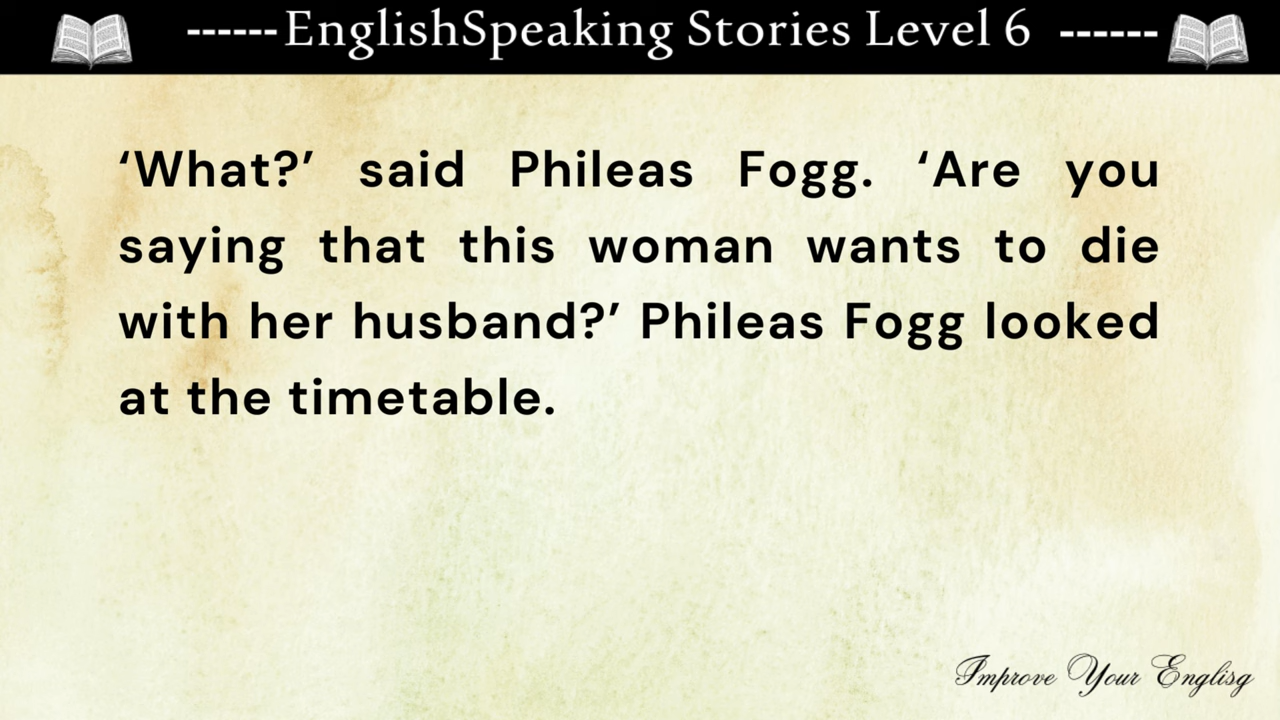 ------EnglishSpeaking Stories Level 6 ------
‘What?’ said Phileas Fogg. ‘Are you
saying that this woman wants to die
with her husband?’ Phileas Fogg looked
at the timetable.
Improve Your Englisg